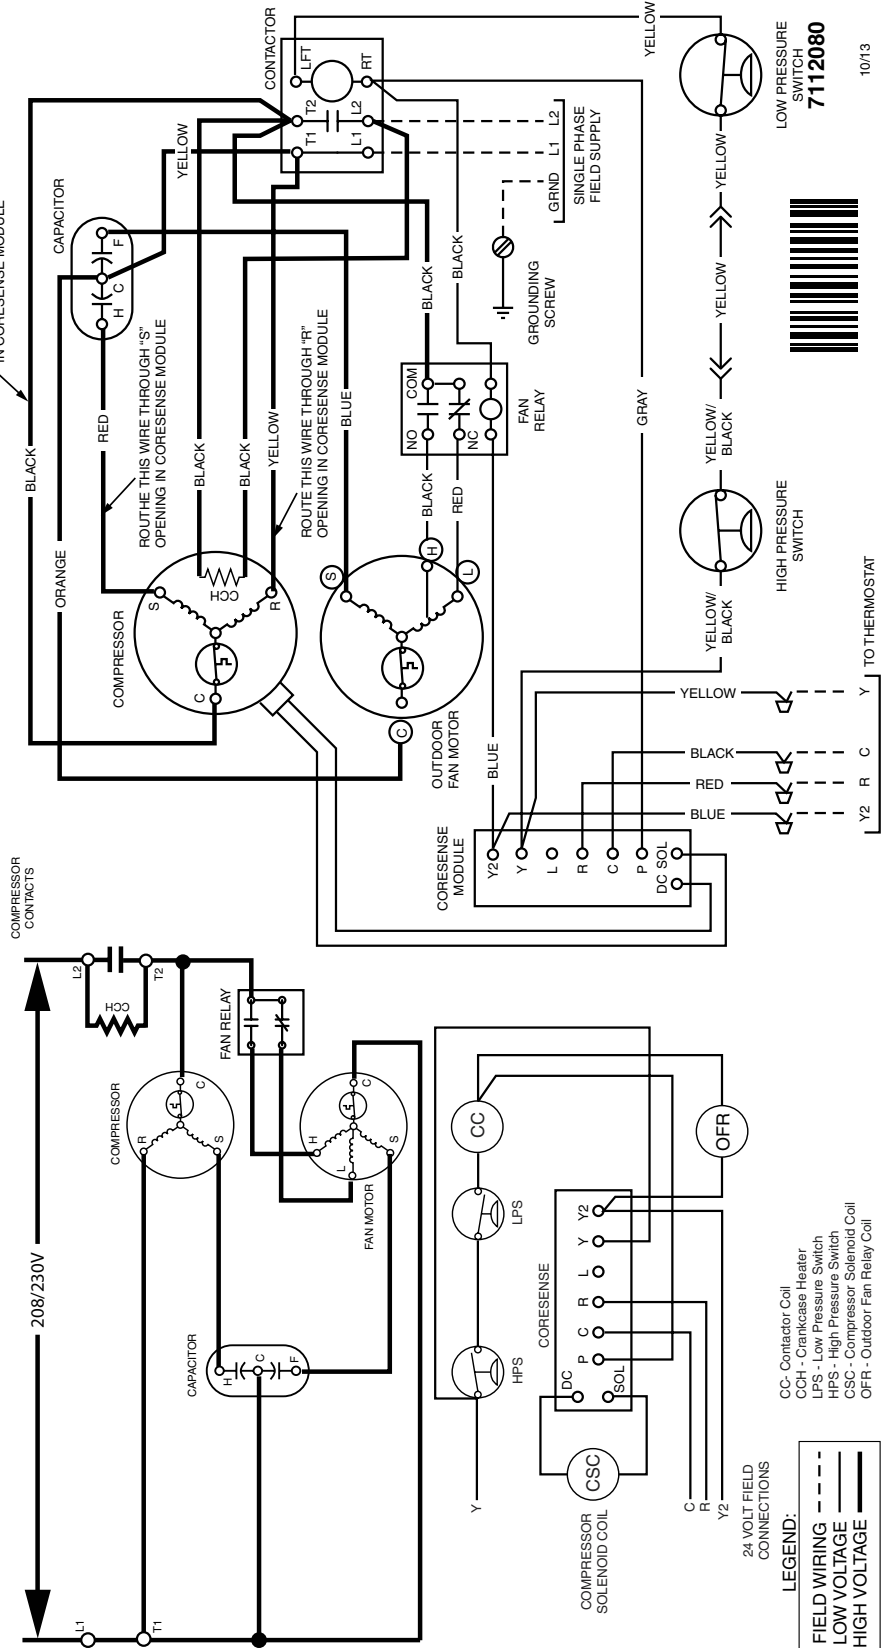 COMPRESSOR
CONTACTS
208/230V
L1
T1
L2
T2
CCH
COMPRESSOR
R
S
C
FAN RELAY
CAPACITOR
H
C
F
FAN MOTOR
H
L
C
S
Y
HPS
LPS
CC
CORESENSE
DC
SOL
P
C
R
L
Y
Y2
CSC
COMPRESSOR
SOLENOID COIL
OFR
C
R
Y2
24 VOLT FIELD
CONNECTIONS
LEGEND:
FIELD WIRING
LOW VOLTAGE
HIGH VOLTAGE
CC- Contactor Coil
CCH - Crankcase Heater
LPS - Low Pressure Switch
HPS - High Pressure Switch
CSC - Compressor Solenoid Coil
OFR - Outdoor Fan Relay Coil
IN CORESENSE MODULE
BLACK
ORANGE
RED
CAPACITOR
H
C
F
ROUTHE THIS WIRE THROUGH "S"
OPENING IN CORESENSE MODULE
YELLOW
CONTACTOR
LFT
RT
T2
L2
T1
L1
COMPRESSOR
S
C
R
CCH
BLACK
BLACK
YELLOW
ROUTE THIS WIRE THROUGH "R"
OPENING IN CORESENSE MODULE
BLUE
OUTDOOR
FAN MOTOR
S
H
L
C
BLACK
RED
NO
COM
NC
FAN
RELAY
BLACK
BLACK
GROUNDING
SCREW
GRND
L1
L2
SINGLE PHASE
FIELD SUPPLY
BLUE
CORESENSE
MODULE
Y2
Y
L
R
C
P
DC SOL
GRAY
YELLOW
BLACK
RED
BLUE
Y
C
R
Y2
TO THERMOSTAT
YELLOW/
BLACK
HIGH PRESSURE
SWITCH
YELLOW/
BLACK
YELLOW
YELLOW
YELLOW
LOW PRESSURE
SWITCH
7112080
10/13